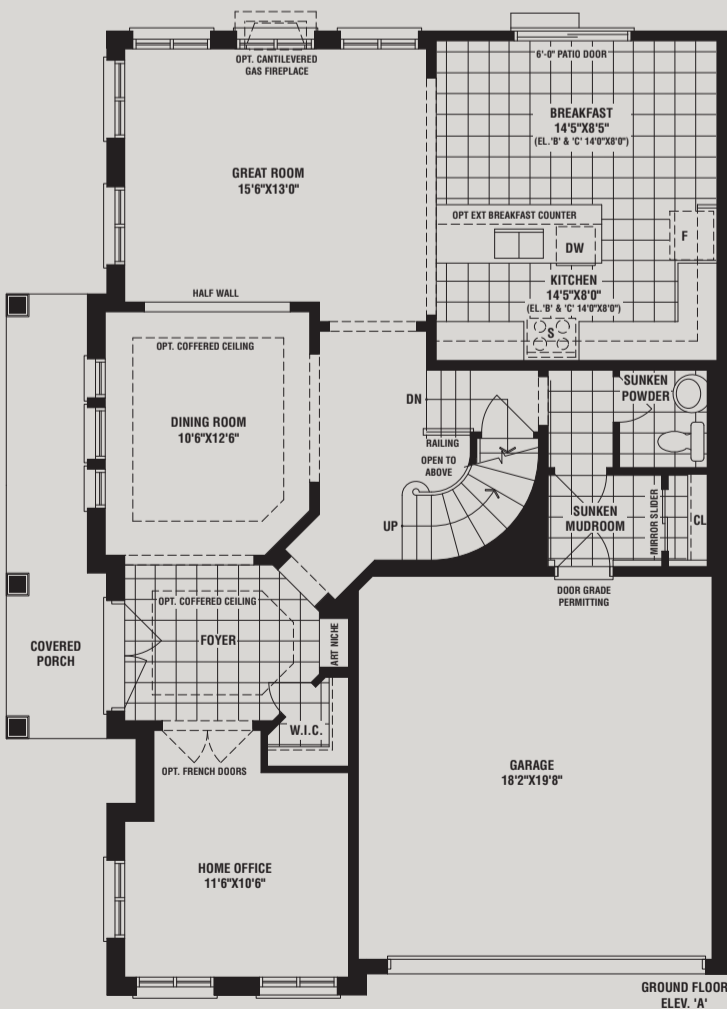 OPT. CANTILEVERED
GAS FIREPLACE
6'-0" PATIO DOOR
BREAKFAST
14'5"X8'5"
(EL.'B' & 'C' 14'0"X8'0")
GREAT ROOM
15'6"X13'0"
OPT EXT BREAKFAST COUNTER
DW
F
KITCHEN
14'5"X8'0"
(EL.'B' & 'C' 14'0"X8'0")
S
HALF WALL
OPT. COFFERED CEILING
DINING ROOM
10'6"X12'6"
DN
RAILING
OPEN TO
ABOVE
UP
SUNKEN
POWDER
SUNKEN
MUDROOM
MIRROR SLIDER
CL
DOOR GRADE
PERMITTING
OPT. COFFERED CEILING
FOYER
ART NICHE
COVERED
PORCH
W.I.C.
OPT. FRENCH DOORS
GARAGE
18'2"X19'8"
HOME OFFICE
11'6"X10'6"
GROUND FLOOR
ELEV. 'A'